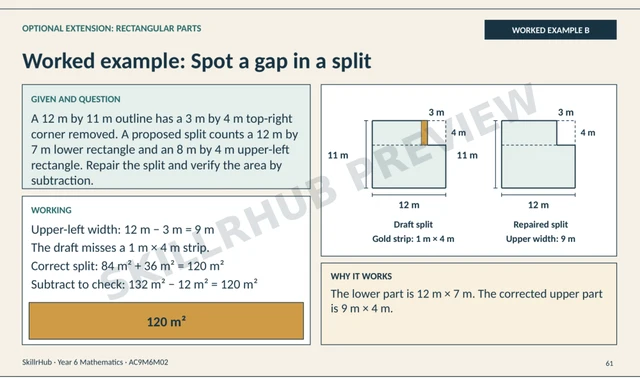 OPTIONAL EXTENSION: RECTANGULAR PARTS
WORKED EXAMPLE B
Worked example: Spot a gap in a split
GIVEN AND QUESTION
A 12 m by 11 m outline has a 3 m by 4 m top-right
corner removed. A proposed split counts a 12 m by
7 m lower rectangle and an 8 m by 4 m upper-left
rectangle. Repair the split and verify the area by
subtraction.
WORKING
Upper-left width: 12 m − 3 m = 9 m
The draft misses a 1 m × 4 m strip.
Correct split: 84 m² + 36 m² = 120 m²
Subtract to check: 132 m² − 12 m² = 120 m²
120 m²
3 m
4 m
11 m
12 m
Draft split
Gold strip: 1 m × 4 m
3 m
4 m
11 m
12 m
Repaired split
Upper width: 9 m
WHY IT WORKS
The lower part is 12 m × 7 m. The corrected upper part
is 9 m × 4 m.
SKILLRHUB PREVIEW
SkillrHub - Year 6 Mathematics - AC9M6M02
61